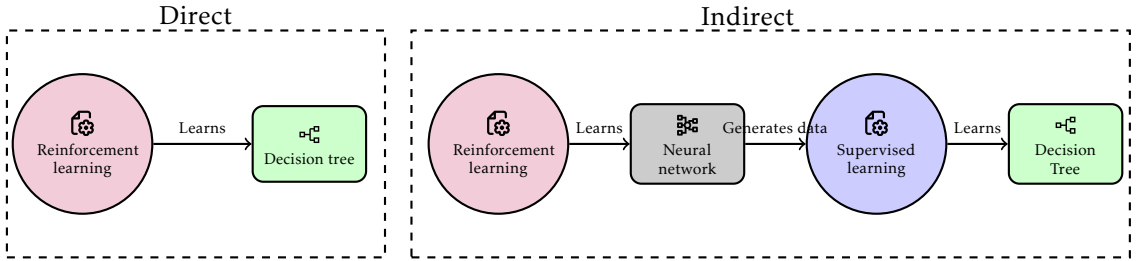 Direct
Indirect
Reinforcement
learning
Learns
Decision tree
Reinforcement
learning
Learns
Neural
network
Generates data
Supervised
learning
Learns
Decision
Tree